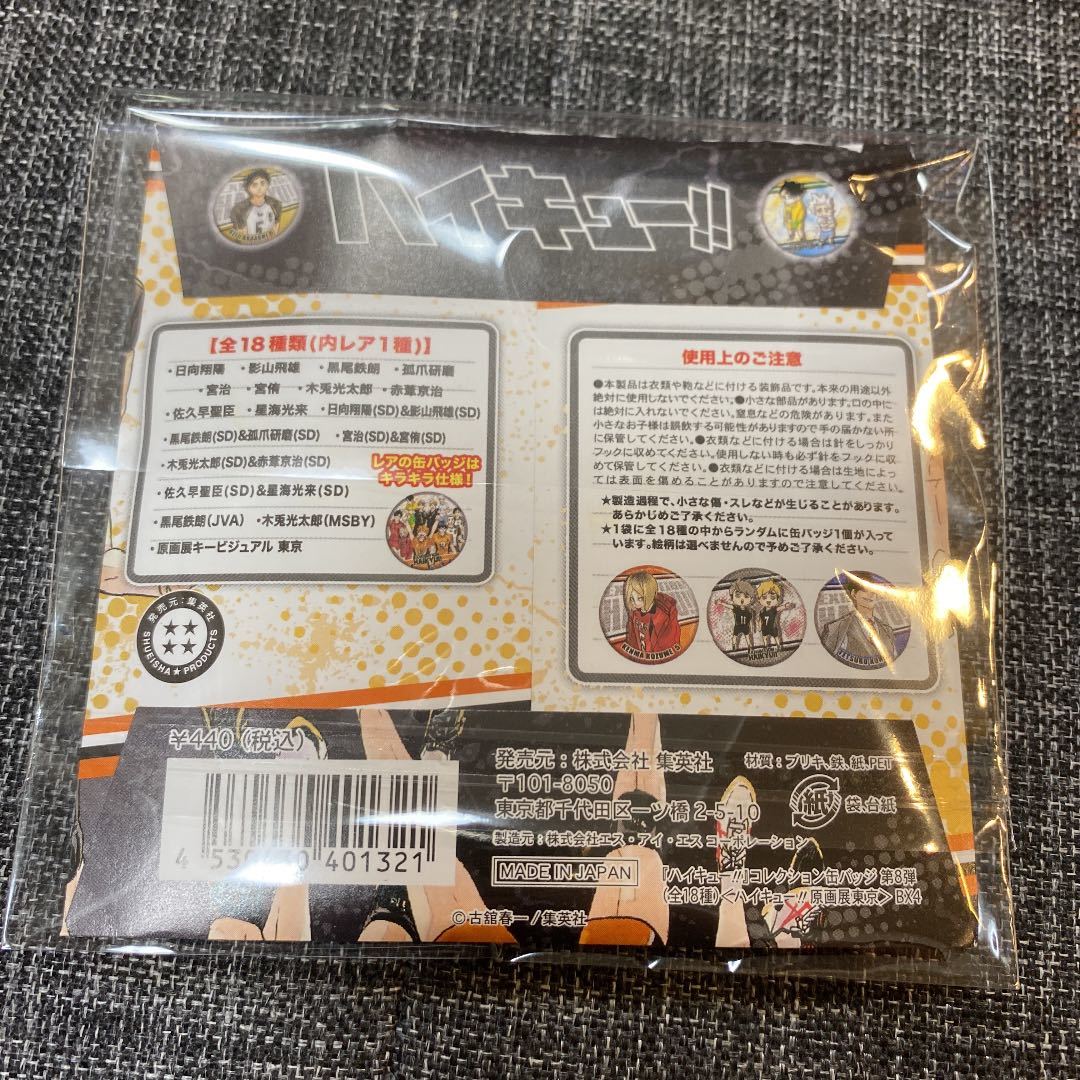 ハイキュー!!
【全18種類(内レア1種)】
・日向翔陽 ・影山飛雄 ・黒尾鉄朗 ・孤爪研磨
・宮治 ・宮侑 ・木兎光太郎 ・赤葦京治
・佐久早聖臣 ・星海光来 ・日向翔陽(SD)&影山飛雄(SD)
・黒尾鉄朗(SD)&孤爪研磨(SD) ・宮治(SD)&宮侑(SD)
・木兎光太郎(SD)&赤葦京治(SD)
・佐久早聖臣(SD)&星海光来(SD)
・黒尾鉄朗(JVA) ・木兎光太郎(MSBY)
・原画展キービジュアル 東京
レアの缶バッジは
キラキラ仕様!
使用上のご注意
●本製品は衣類や鞄などに付ける装飾品です。本来の用途以外
絶対に使用しないでください。●小さな部品があります。口の中に
は絶対に入れないでください。窒息などの危険があります。また
小さなお子様は誤飲する可能性がありますので手の届かない所
に保管してください。●衣類などに付ける場合は針をしっかり
フックに収めてください。使用しない時も必ず針をフックに収
めて保管してください。●衣類などに付ける場合は生地によっ
ては表面を傷めることがありますので注意してください。
★製造過程で、小さな傷・スレなどが生じることがあります。
あらかじめご了承ください。
★1袋に全18種の中からランダムに缶バッジ1個が入って
います。絵柄は選べませんので予めご了承ください。
KENMA KOZUME
発売元:集英社
SHUEISHA★PRODUCTS
¥440(税込)
401321
発売元:株式会社 集英社
〒101-8050
東京都千代田区一ツ橋 2-5-10
製造元:株式会社エス・アイ・エス コーポレーション
MADE IN JAPAN
©古舘春一/集英社
材質:ブリキ、鉄、紙、PET
紙 袋、台紙
『ハイキュー!!』コレクション缶バッジ 第8弾
(全18種)<ハイキュー!! 原画展東京> BX4